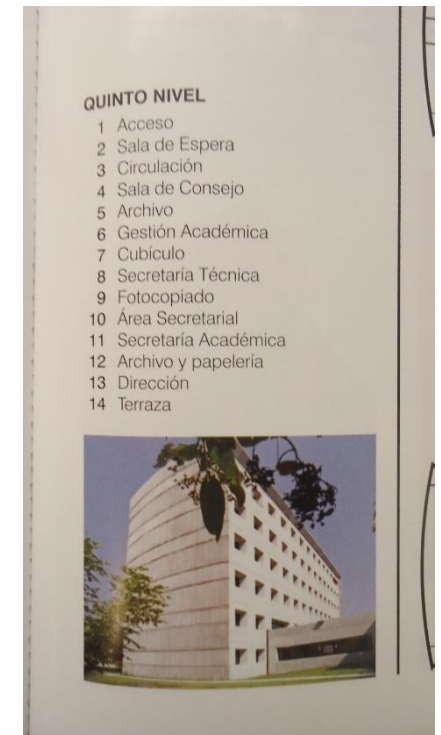 QUINTO NIVEL
1 Acceso
2 Sala de Espera
3 Circulación
4 Sala de Consejo
5 Archivo
6 Gestión Académica
7 Cubículo
8 Secretaría Técnica
9 Fotocopiado
10 Área Secretarial
11 Secretaría Académica
12 Archivo y papelería
13 Dirección
14 Terraza